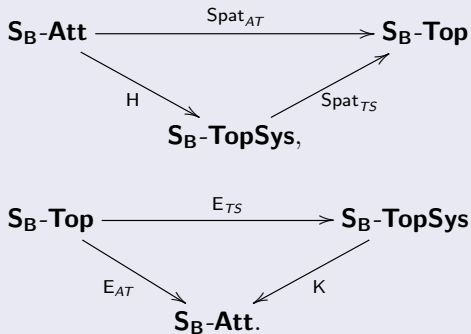 S_B-Att Spat_AT S_B-Top
H Spat_TS
S_B-TopSys,
S_B-Top E_TS S_B-TopSys
E_AT K
S_B-Att.